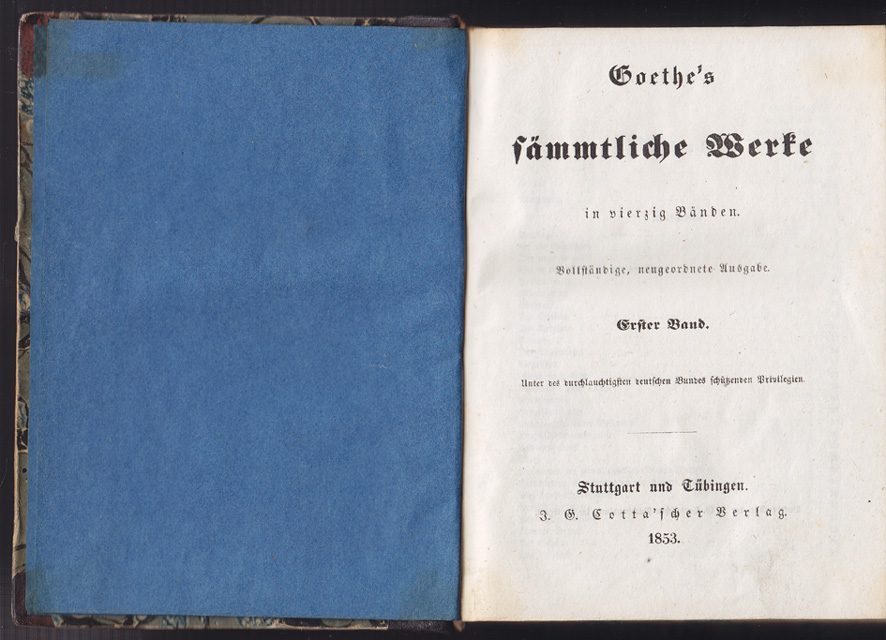 Goethe's
sämmtliche Werke
in vierzig Bänden.
Vollständige, neugeordnete Ausgabe.
Erster Band.
Unter des durchlauchtigsten deutschen Bundes schützenden Privilegien.
Stuttgart und Tübingen.
J. G. Cotta'scher Verlag.
1853.